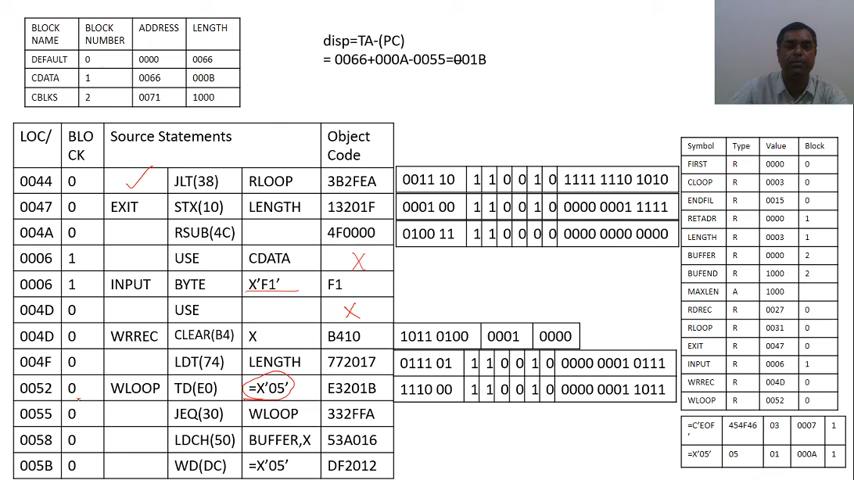 BLOCK NAME BLOCK NUMBER ADDRESS LENGTH
DEFAULT 0 0000 0066
CDATA 1 0066 000B
CBLKS 2 0071 1000
disp=TA-(PC)
= 0066+000A-0055=001B
LOC/ BLO CK Source Statements Object Code
0044 0 JLT(38) RLOOP 3B2FEA 0011 10 1 1 0 0 1 0 1111 1110 1010
0047 0 EXIT STX(10) LENGTH 13201F 0001 00 1 1 0 0 1 0 0000 0001 1111
004A 0 RSUB(4C) 4F0000 0100 11 1 1 0 0 0 0 0000 0000 0000
0006 1 USE CDATA
0006 1 INPUT BYTE X’F1’ F1
004D 0 USE
004D 0 WRREC CLEAR(B4) X B410 1011 0100 0001 0000
004F 0 LDT(74) LENGTH 772017 0111 01 1 1 0 0 1 0 0000 0001 0111
0052 0 WLOOP TD(E0) =X’05’ E3201B 1110 00 1 1 0 0 1 0 0000 0001 1011
0055 0 JEQ(30) WLOOP 332FFA
0058 0 LDCH(50) BUFFER,X 53A016
005B 0 WD(DC) =X’05’ DF2012
Symbol Type Value Block
FIRST R 0000 0
CLOOP R 0003 0
ENDFIL R 0015 0
RETADR R 0000 1
LENGTH R 0003 1
BUFFER R 0000 2
BUFEND R 1000 2
MAXLEN A 1000
RDREC R 0027 0
RLOOP R 0031 0
EXIT R 0047 0
INPUT R 0006 1
WRREC R 004D 0
WLOOP R 0052 0
=C’EOF’ 454F46 03 0007 1
=X’05’ 05 01 000A 1